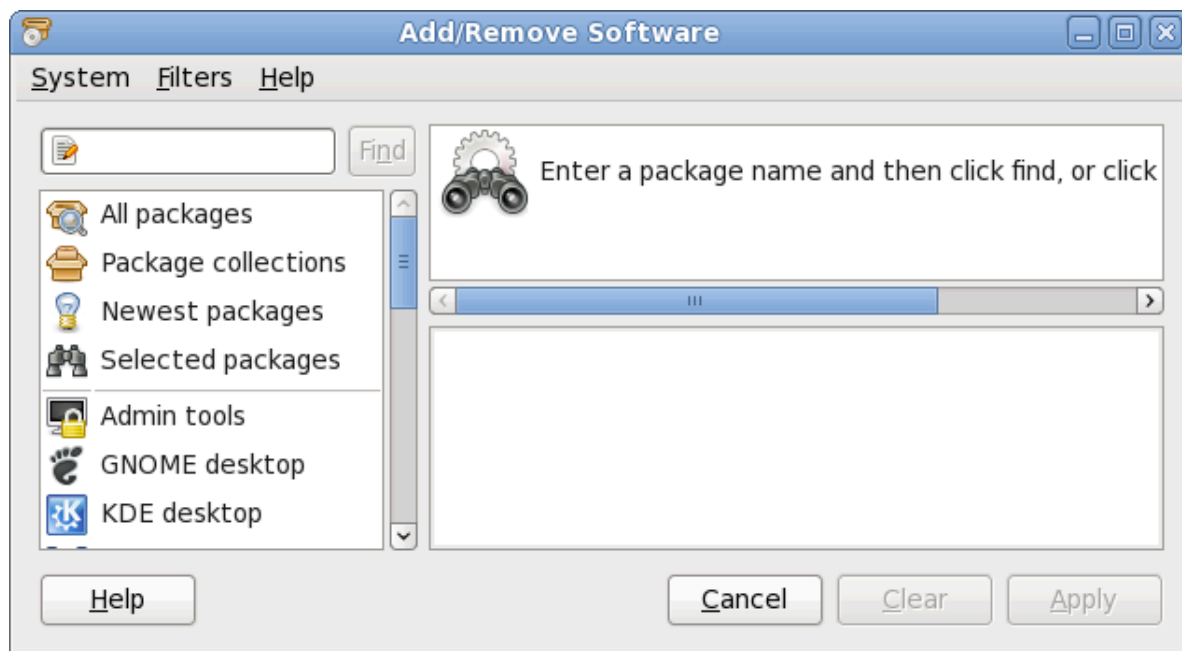 Add/Remove Software
System Filters Help
Find
Enter a package name and then click find, or click
All packages
Package collections
Newest packages
Selected packages
Admin tools
GNOME desktop
KDE desktop
Help Cancel Clear Apply